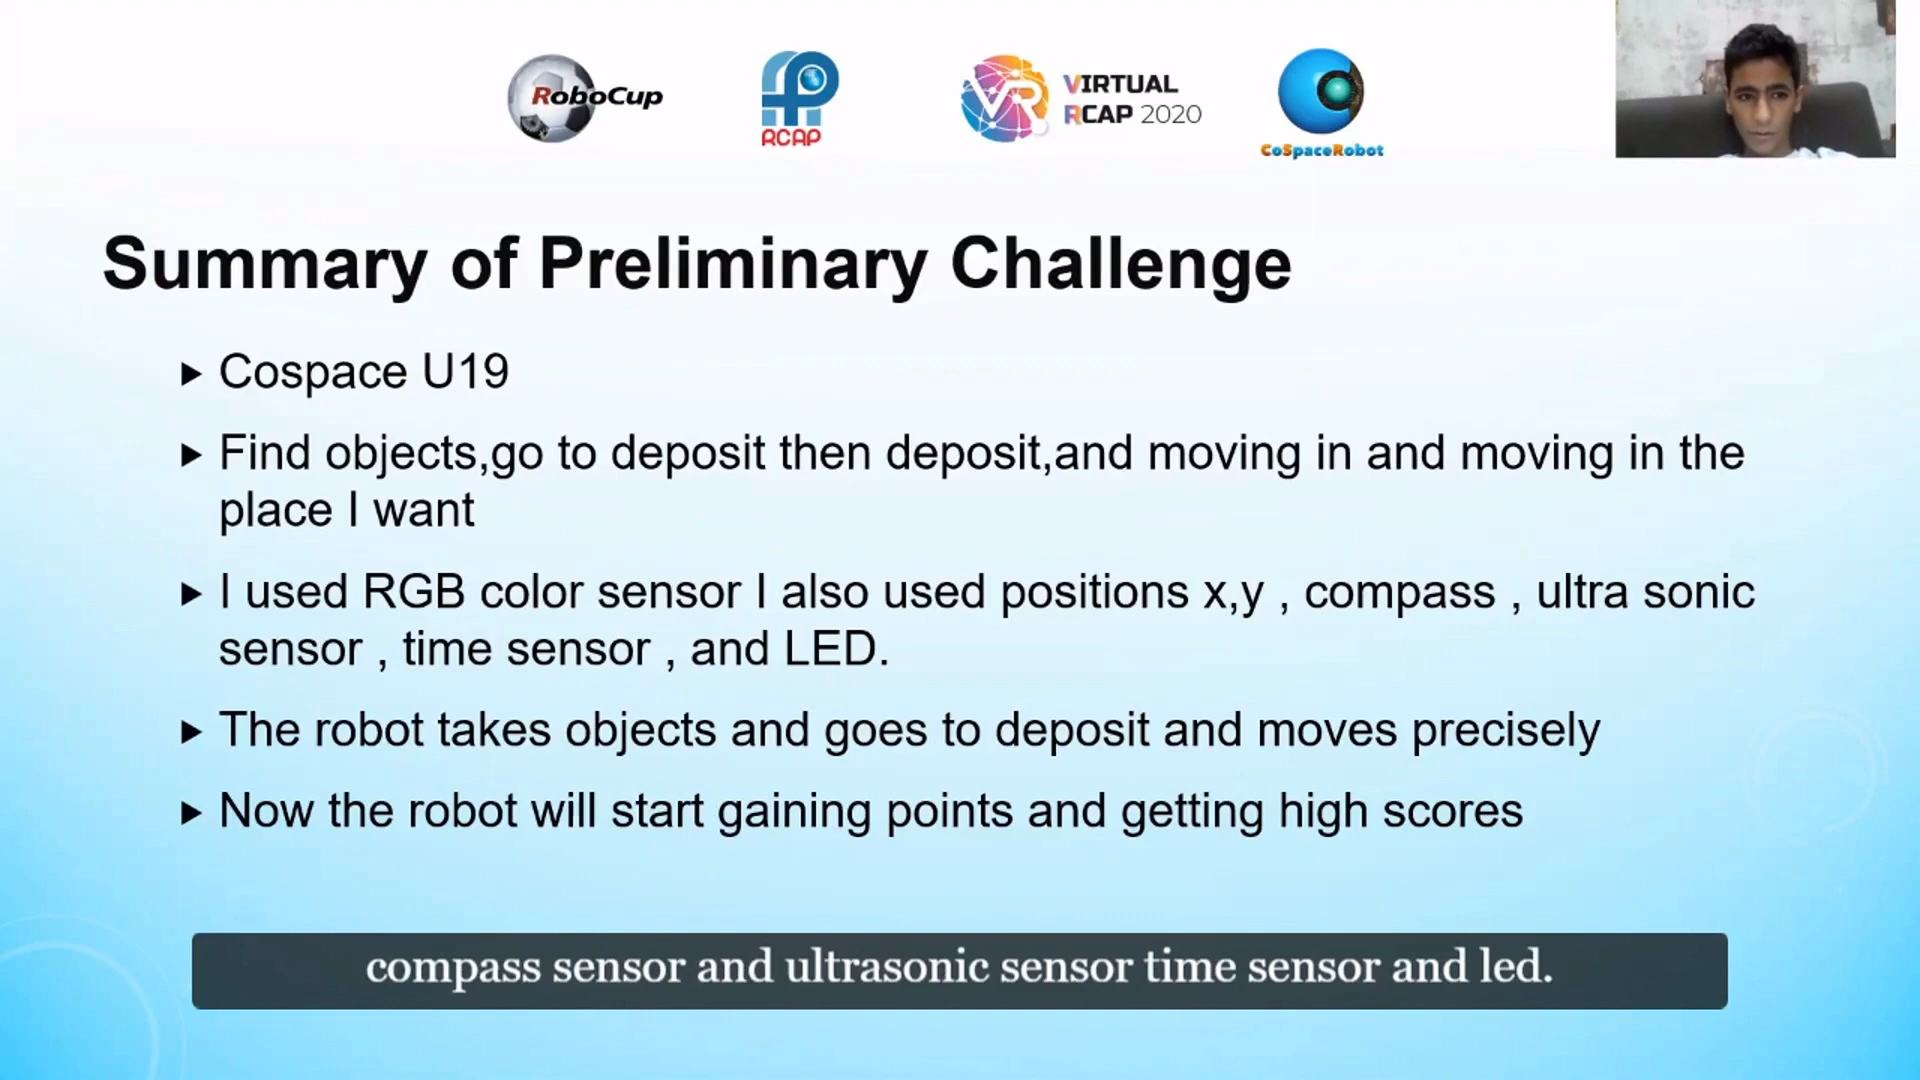 RoboCup
RCAP
VR
VIRTUAL
RCAP 2020
CoSpaceRobot
Summary of Preliminary Challenge
Cospace U19
Find objects,go to deposit then deposit,and moving in and moving in the
place I want
I used RGB color sensor I also used positions x,y , compass , ultra sonic
sensor , time sensor , and LED.
The robot takes objects and goes to deposit and moves precisely
Now the robot will start gaining points and getting high scores
compass sensor and ultrasonic sensor time sensor and led.